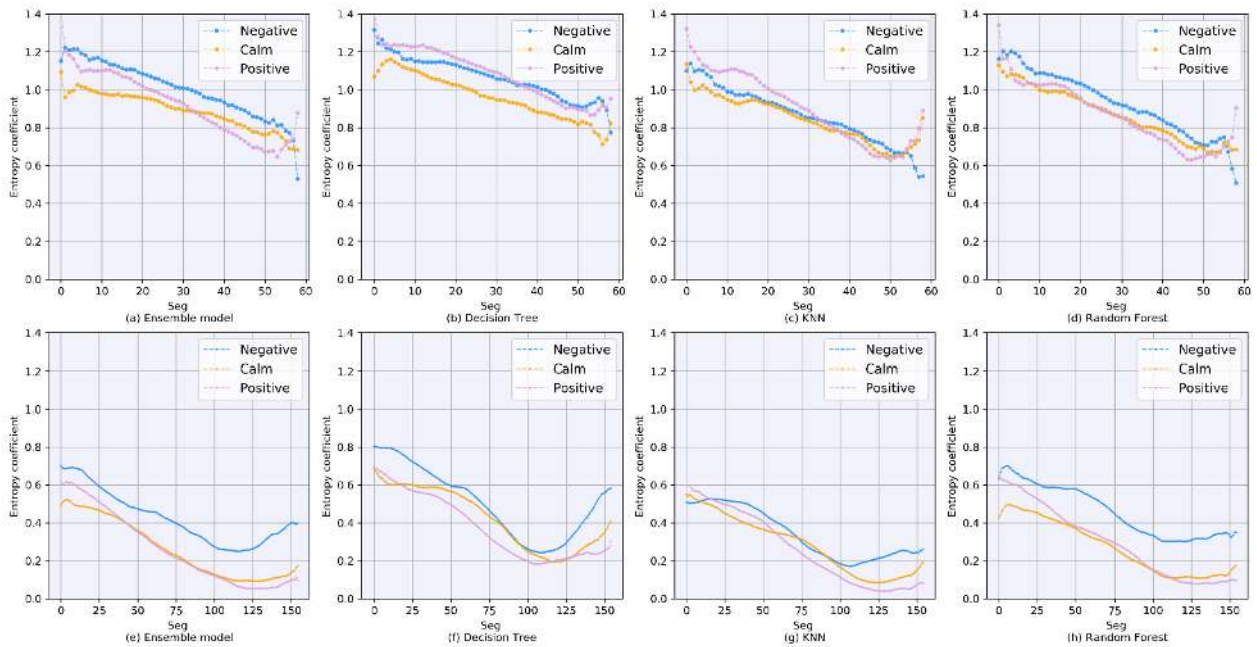 1.4
1.2
1.0
0.8
0.6
0.4
0.2
0.0
Entropy coefficient
Negative
Calm
Positive
0 10 20 30 40 50 60
Seg
(a) Ensemble model
1.4
1.2
1.0
0.8
0.6
0.4
0.2
0.0
Entropy coefficient
Negative
Calm
Positive
0 10 20 30 40 50 60
Seg
(b) Decision Tree
1.4
1.2
1.0
0.8
0.6
0.4
0.2
0.0
Entropy coefficient
Negative
Calm
Positive
0 10 20 30 40 50 60
Seg
(c) KNN
1.4
1.2
1.0
0.8
0.6
0.4
0.2
0.0
Entropy coefficient
Negative
Calm
Positive
0 10 20 30 40 50 60
Seg
(d) Random Forest
1.4
1.2
1.0
0.8
0.6
0.4
0.2
0.0
Entropy coefficient
Negative
Calm
Positive
0 25 50 75 100 125 150
Seg
(e) Ensemble model
1.4
1.2
1.0
0.8
0.6
0.4
0.2
0.0
Entropy coefficient
Negative
Calm
Positive
0 25 50 75 100 125 150
Seg
(f) Decision Tree
1.4
1.2
1.0
0.8
0.6
0.4
0.2
0.0
Entropy coefficient
Negative
Calm
Positive
0 25 50 75 100 125 150
Seg
(g) KNN
1.4
1.2
1.0
0.8
0.6
0.4
0.2
0.0
Entropy coefficient
Negative
Calm
Positive
0 25 50 75 100 125 150
Seg
(h) Random Forest